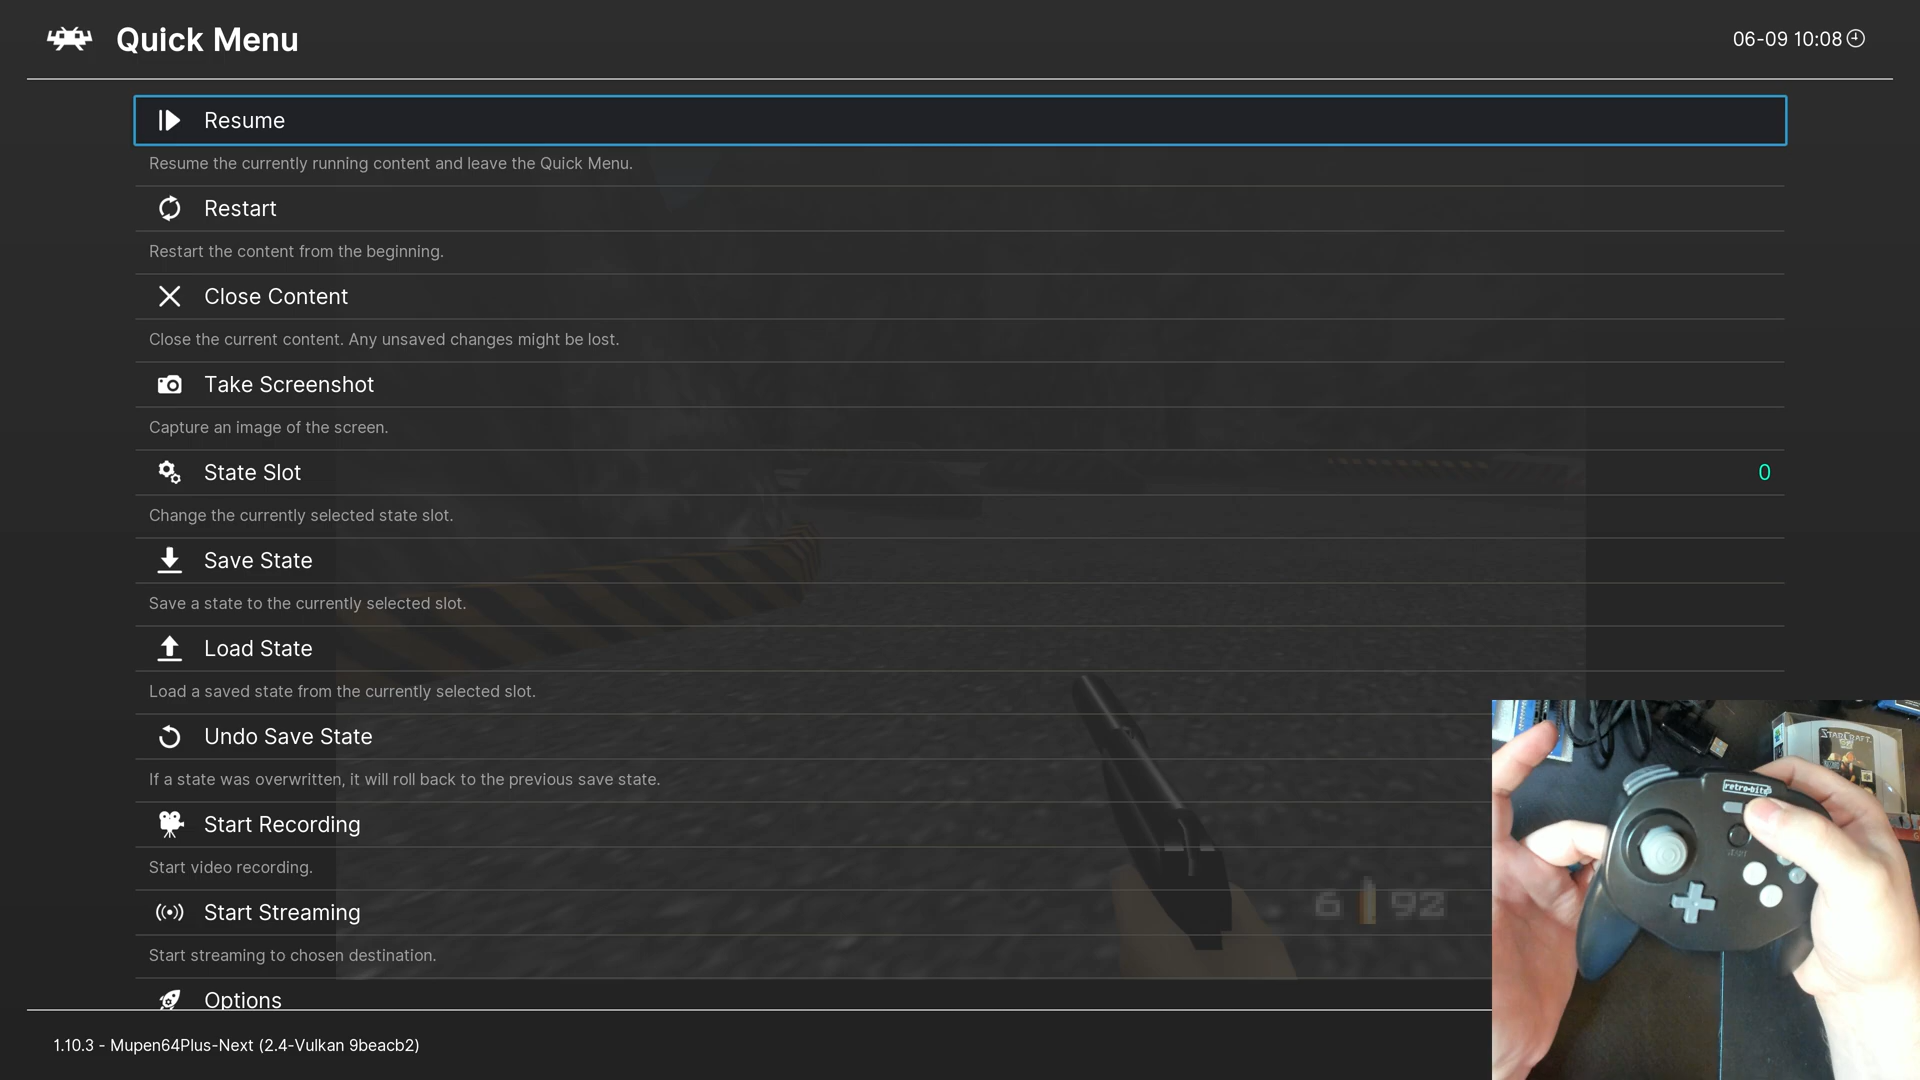 Quick Menu
06-09 10:08
Resume
Resume the currently running content and leave the Quick Menu.
Restart
Restart the content from the beginning.
Close Content
Close the current content. Any unsaved changes might be lost.
Take Screenshot
Capture an image of the screen.
State Slot
0
Change the currently selected state slot.
Save State
Save a state to the currently selected slot.
Load State
Load a saved state from the currently selected slot.
Undo Save State
If a state was overwritten, it will roll back to the previous save state.
Start Recording
Start video recording.
6 92
Start Streaming
Start streaming to chosen destination.
Options
1.10.3 - Mupen64Plus-Next (2.4-Vulkan 9beacb2)
STARCRAFT
retro-bit
START